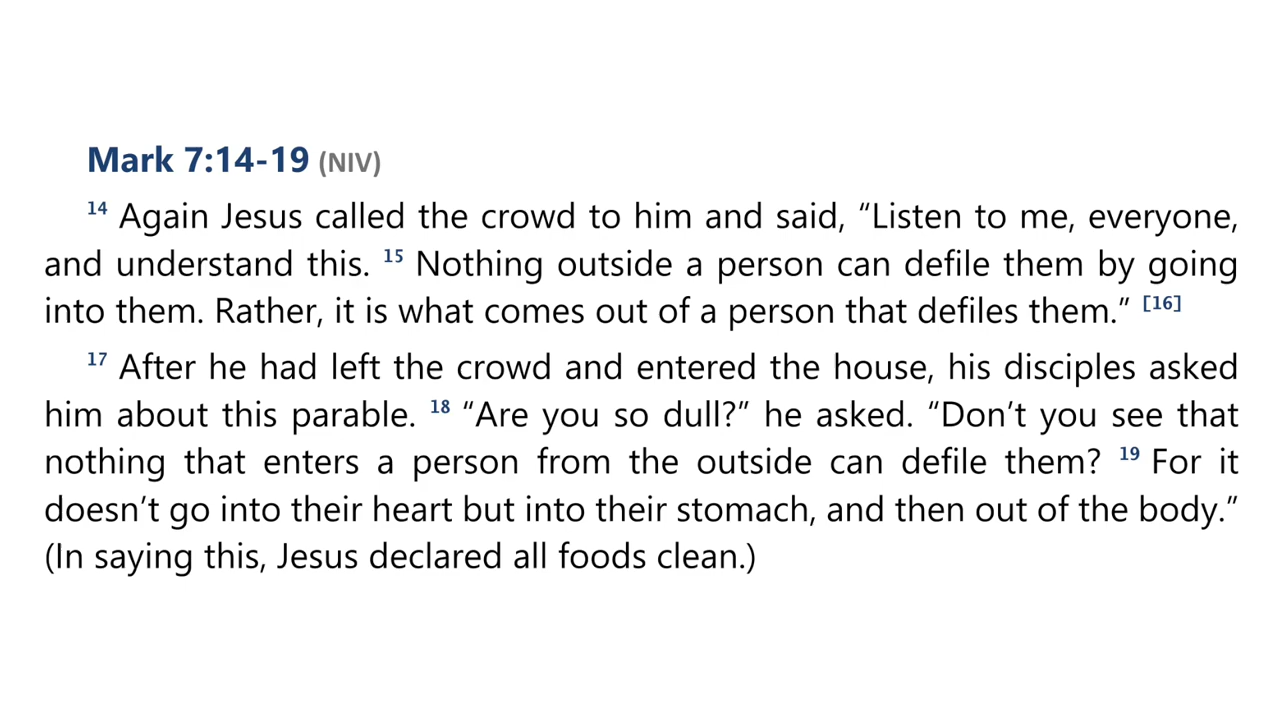 Mark 7:14-19 (NIV)
14 Again Jesus called the crowd to him and said, “Listen to me, everyone,
and understand this. 15 Nothing outside a person can defile them by going
into them. Rather, it is what comes out of a person that defiles them.” [16]
17 After he had left the crowd and entered the house, his disciples asked
him about this parable. 18 “Are you so dull?” he asked. “Don’t you see that
nothing that enters a person from the outside can defile them? 19 For it
doesn’t go into their heart but into their stomach, and then out of the body.”
(In saying this, Jesus declared all foods clean.)